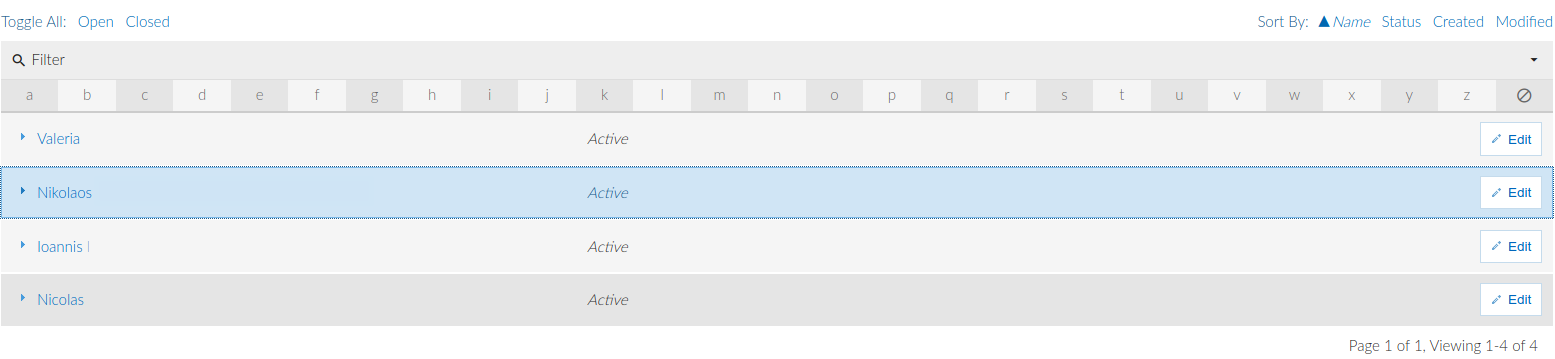 Toggle All: Open Closed Sort By: ▲Name Status Created Modified
Filter
a b c d e f g h i j k l m n o p q r s t u v w x y z
Valeria Active Edit
Nikolaos Active Edit
Ioannis Active Edit
Nicolas Active Edit
Page 1 of 1, Viewing 1-4 of 4